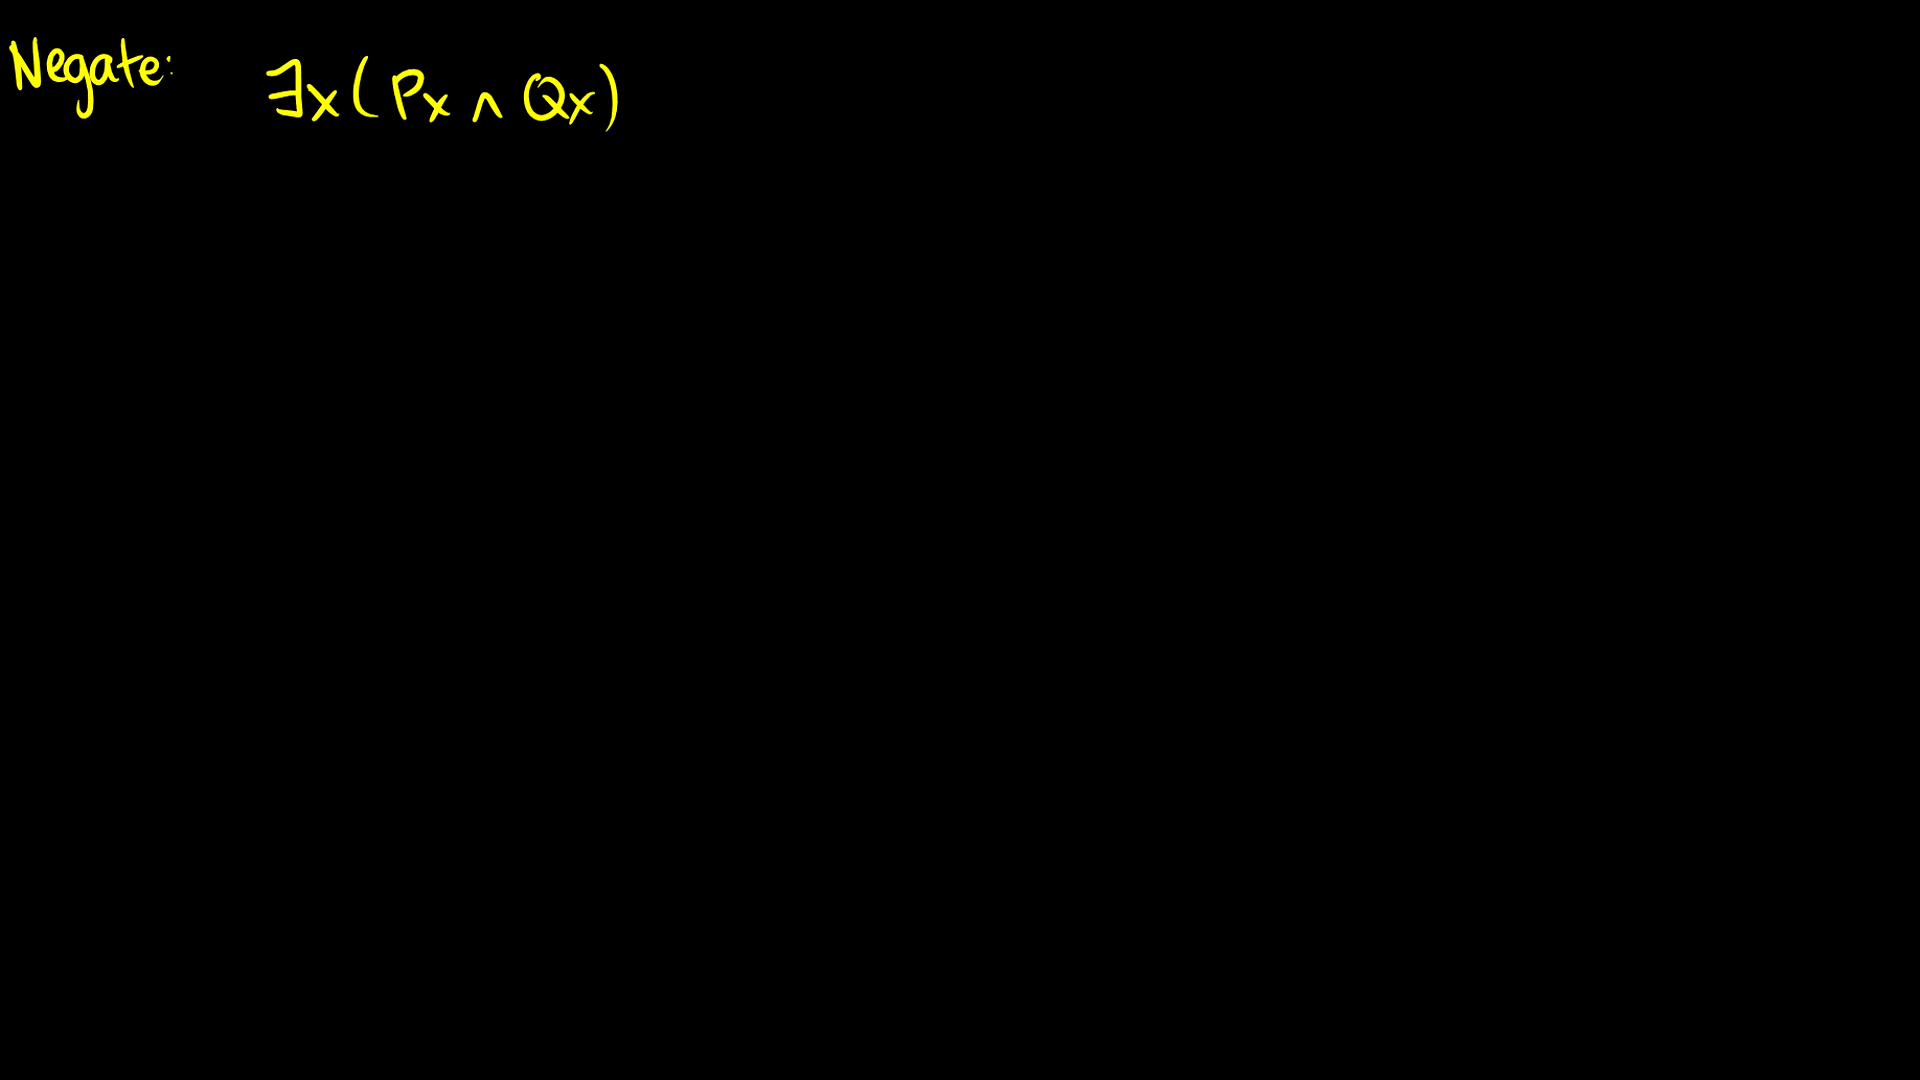 Negate: ∃x(Px ∧ Qx)